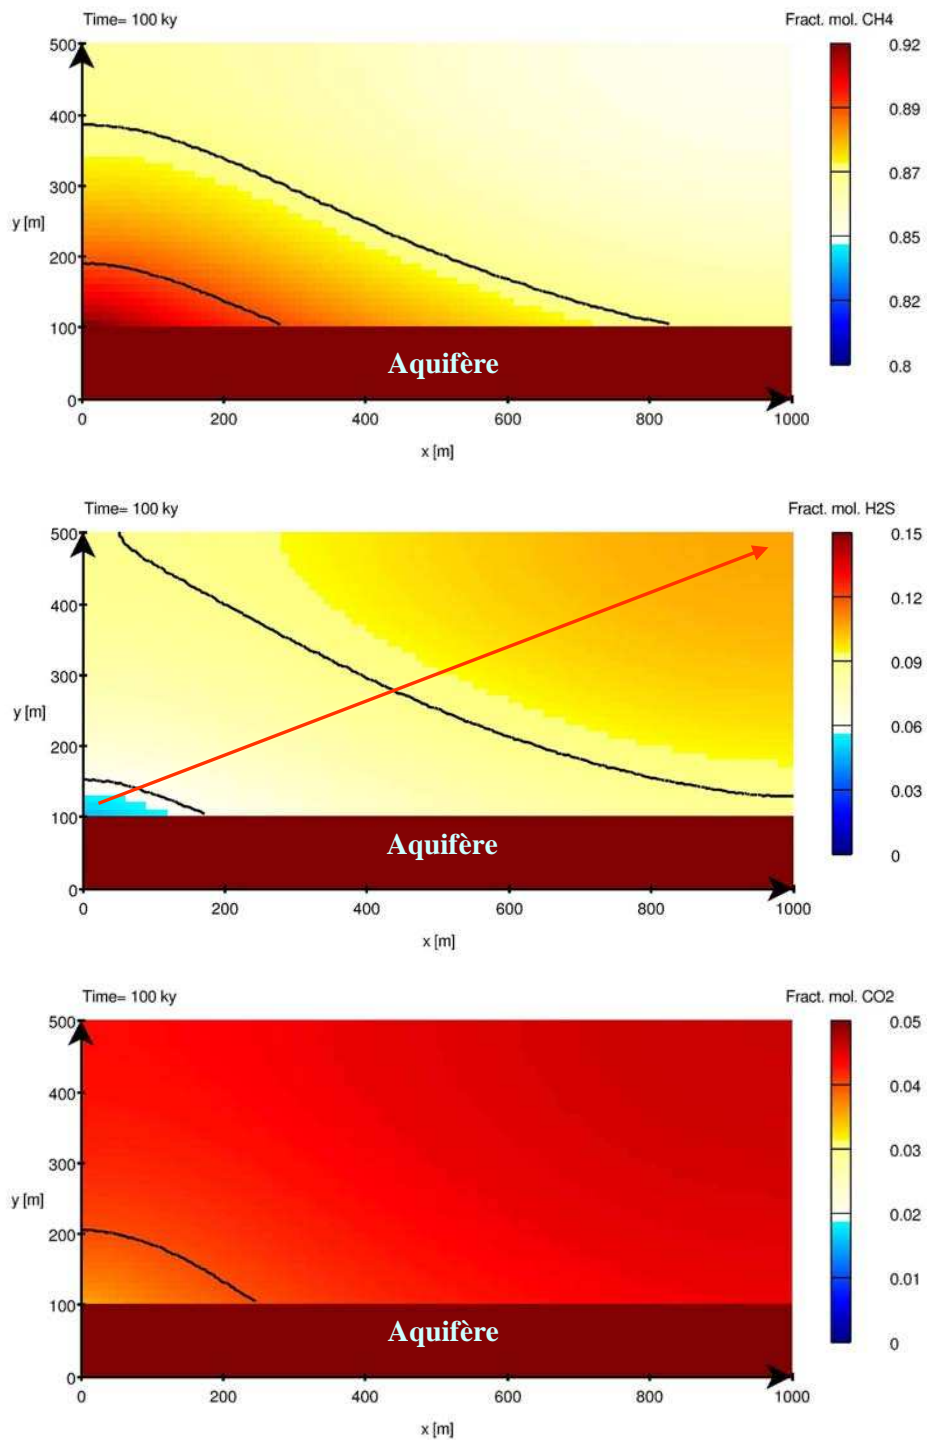 Time= 100 ky
Fract. mol. CH4
500
400
300
200
100
0
y [m]
0.92
0.89
0.87
0.85
0.82
0.8
Aquifère
0 200 400 600 800 1000
x [m]
Time= 100 ky
Fract. mol. H2S
500
400
300
200
100
0
y [m]
0.15
0.12
0.09
0.06
0.03
0
Aquifère
0 200 400 600 800 1000
x [m]
Time= 100 ky
Fract. mol. CO2
500
400
300
200
100
0
y [m]
0.05
0.04
0.03
0.02
0.01
0
Aquifère
0 200 400 600 800 1000
x [m]